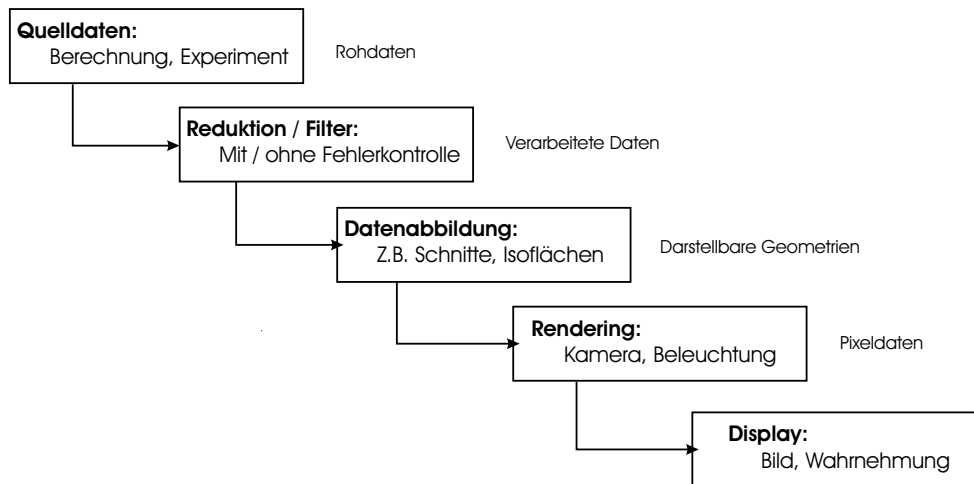 Quelldaten:
Berechnung, Experiment
Rohdaten
Reduktion / Filter:
Mit / ohne Fehlerkontrolle
Verarbeitete Daten
Datenabbildung:
Z.B. Schnitte, Isoflächen
Darstellbare Geometrien
Rendering:
Kamera, Beleuchtung
Pixeldaten
Display:
Bild, Wahrnehmung